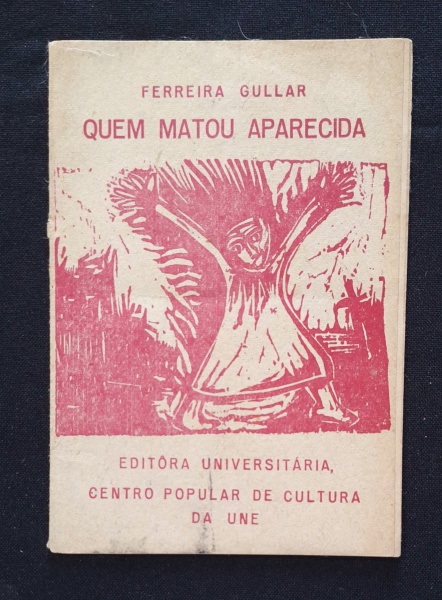 FERREIRA GULLAR
QUEM MATOU APARECIDA
EDITÔRA UNIVERSITÁRIA,
CENTRO POPULAR DE CULTURA
DA UNE